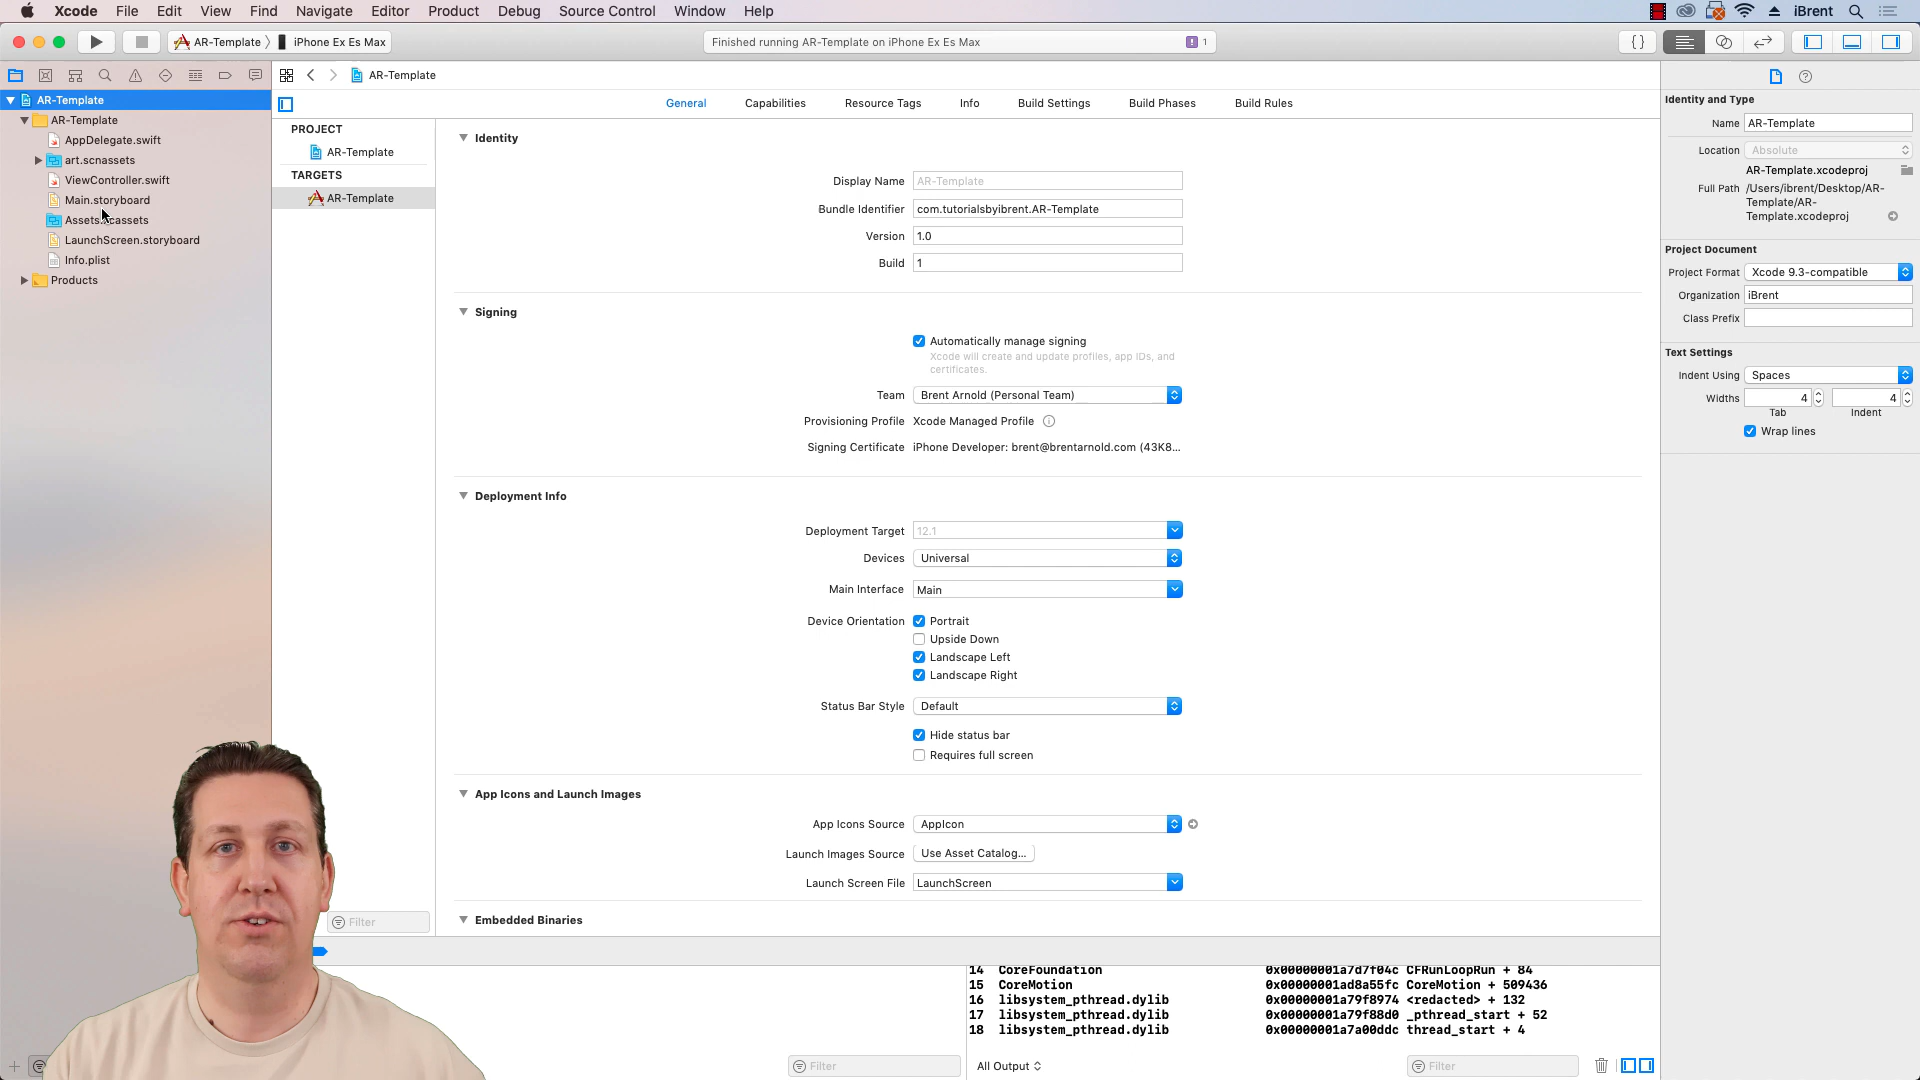 Xcode File Edit View Find Navigate Editor Product Debug Source Control Window Help iBrent
AR-Template iPhone Ex Es Max
Finished running AR-Template on iPhone Ex Es Max
1
{}
AR-Template
AR-Template
AppDelegate.swift
art.scnassets
ViewController.swift
Main.storyboard
LaunchScreen.storyboard
Info.plist
Products
AR-Template
General Capabilities Resource Tags Info Build Settings Build Phases Build Rules
PROJECT
AR-Template
TARGETS
AR-Template
Filter
Identity
Display Name AR-Template
Bundle Identifier com.tutorialsbyibrent.AR-Template
Version 1.0
Build 1
Signing
Automatically manage signing
Xcode will create and update profiles, app IDs, and
certificates.
Team Brent Arnold (Personal Team)
Provisioning Profile Xcode Managed Profile
Signing Certificate iPhone Developer: brent@brentarnold.com (43K8...
Deployment Info
Deployment Target 12.1
Devices Universal
Main Interface Main
Device Orientation Portrait
Upside Down
Landscape Left
Landscape Right
Status Bar Style Default
Hide status bar
Requires full screen
App Icons and Launch Images
App Icons Source AppIcon
Launch Images Source Use Asset Catalog...
Launch Screen File LaunchScreen
Embedded Binaries
14 CoreFoundation 0x00000001a7d7f04c CFRunLoopRun + 84
15 CoreMotion 0x00000001ad8a55fc CoreMotion + 509436
16 libsystem_pthread.dylib 0x00000001a79f8974 <redacted> + 132
17 libsystem_pthread.dylib 0x00000001a79f88d0 _pthread_start + 52
18 libsystem_pthread.dylib 0x00000001a7a00ddc thread_start + 4
Filter
All Output
Filter
Identity and Type
Name AR-Template
Location Absolute
AR-Template.xcodeproj
Full Path /Users/ibrent/Desktop/AR-
Template/AR-
Template.xcodeproj
Project Document
Project Format Xcode 9.3-compatible
Organization iBrent
Class Prefix
Text Settings
Indent Using Spaces
Widths 4 4
Tab Indent
Wrap lines